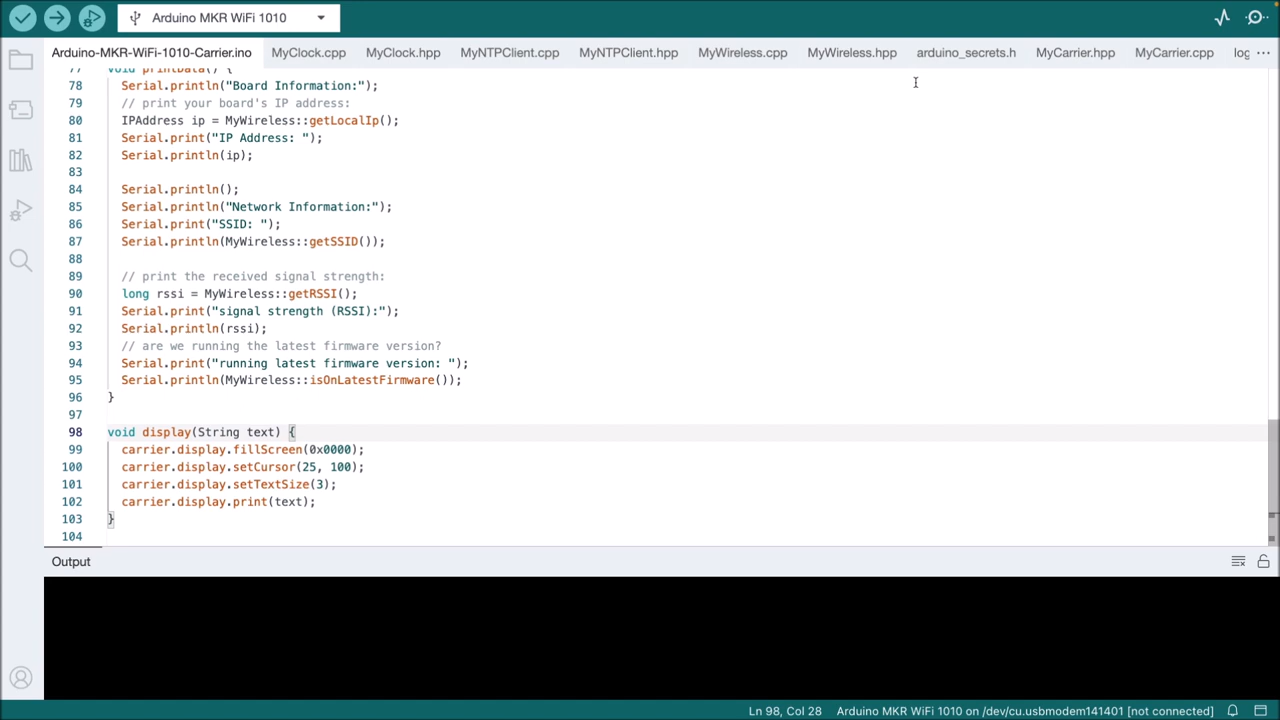 Arduino MKR WiFi 1010
Arduino-MKR-WiFi-1010-Carrier.ino MyClock.cpp MyClock.hpp MyNTPClient.cpp MyNTPClient.hpp MyWireless.cpp MyWireless.hpp arduino_secrets.h MyCarrier.hpp MyCarrier.cpp log ···
77 void printData() {
78 Serial.println("Board Information:");
79 // print your board's IP address:
80 IPAddress ip = MyWireless::getLocalIp();
81 Serial.print("IP Address: ");
82 Serial.println(ip);
83
84 Serial.println();
85 Serial.println("Network Information:");
86 Serial.print("SSID: ");
87 Serial.println(MyWireless::getSSID());
88
89 // print the received signal strength:
90 long rssi = MyWireless::getRSSI();
91 Serial.print("signal strength (RSSI):");
92 Serial.println(rssi);
93 // are we running the latest firmware version?
94 Serial.print("running latest firmware version: ");
95 Serial.println(MyWireless::isOnLatestFirmware());
96 }
97
98 void display(String text) {
99 carrier.display.fillScreen(0x0000);
100 carrier.display.setCursor(25, 100);
101 carrier.display.setTextSize(3);
102 carrier.display.print(text);
103 }
104
Output
Ln 98, Col 28 Arduino MKR WiFi 1010 on /dev/cu.usbmodem141401 [not connected]